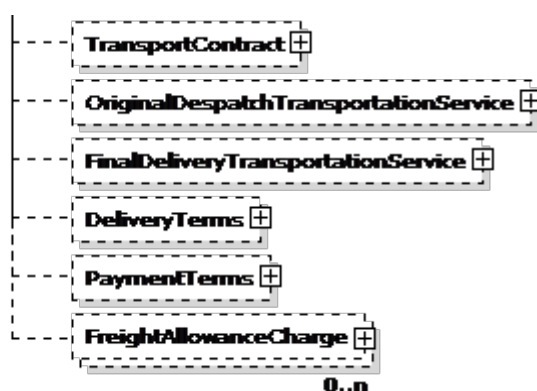 TransportContract
OriginalDespatchTransportationService
FinalDeliveryTransportationService
DeliveryTerms
PaymentTerms
FreightAllowanceCharge
0..n